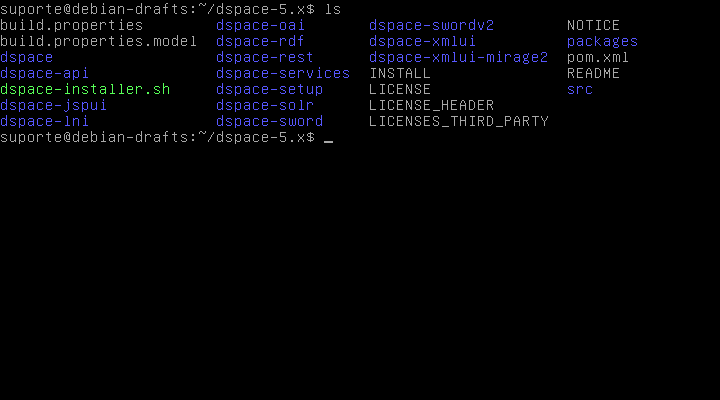 suporte@debian-drafts:~/dspace-5.x$ ls
build.properties dspace-oai dspace-swordv2 NOTICE
build.properties.model dspace-rdf dspace-xmlui packages
dspace dspace-rest dspace-xmlui-mirage2 pom.xml
dspace-api dspace-services INSTALL README
dspace-installer.sh dspace-setup LICENSE src
dspace-jspui dspace-solr LICENSE_HEADER
dspace-lni dspace-sword LICENSES_THIRD_PARTY
suporte@debian-drafts:~/dspace-5.x$ _